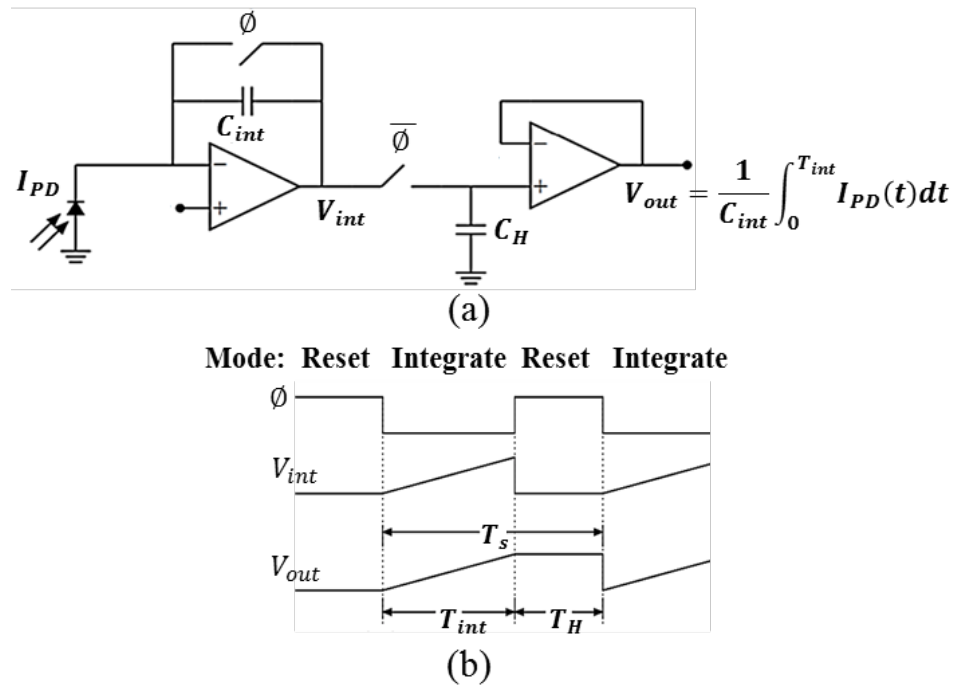 ∅
C_int
∅̅
I_PD
−
+
V_int
C_H
−
+
V_out = 1/C_int ∫_0^{T_int} I_PD(t)dt
(a)
Mode: Reset Integrate Reset Integrate
∅
V_int
T_s
V_out
T_int T_H
(b)